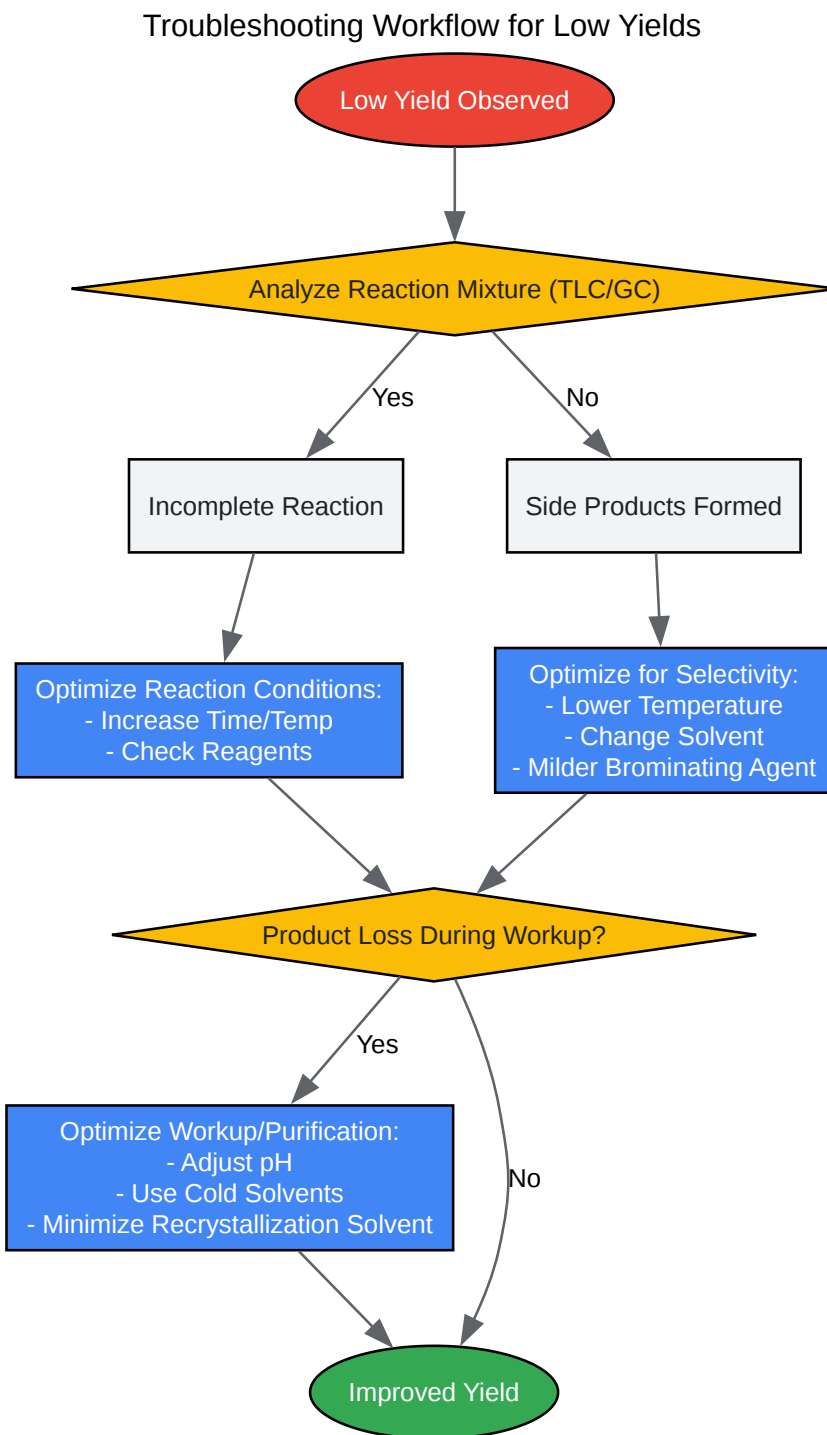 Troubleshooting Workflow for Low Yields
Low Yield Observed
Analyze Reaction Mixture (TLC/GC)
Yes
No
Incomplete Reaction
Side Products Formed
Optimize Reaction Conditions:
- Increase Time/Temp
- Check Reagents
Optimize for Selectivity:
- Lower Temperature
- Change Solvent
- Milder Brominating Agent
Product Loss During Workup?
Yes
Optimize Workup/Purification:
- Adjust pH
- Use Cold Solvents
- Minimize Recrystallization Solvent
No
Improved Yield